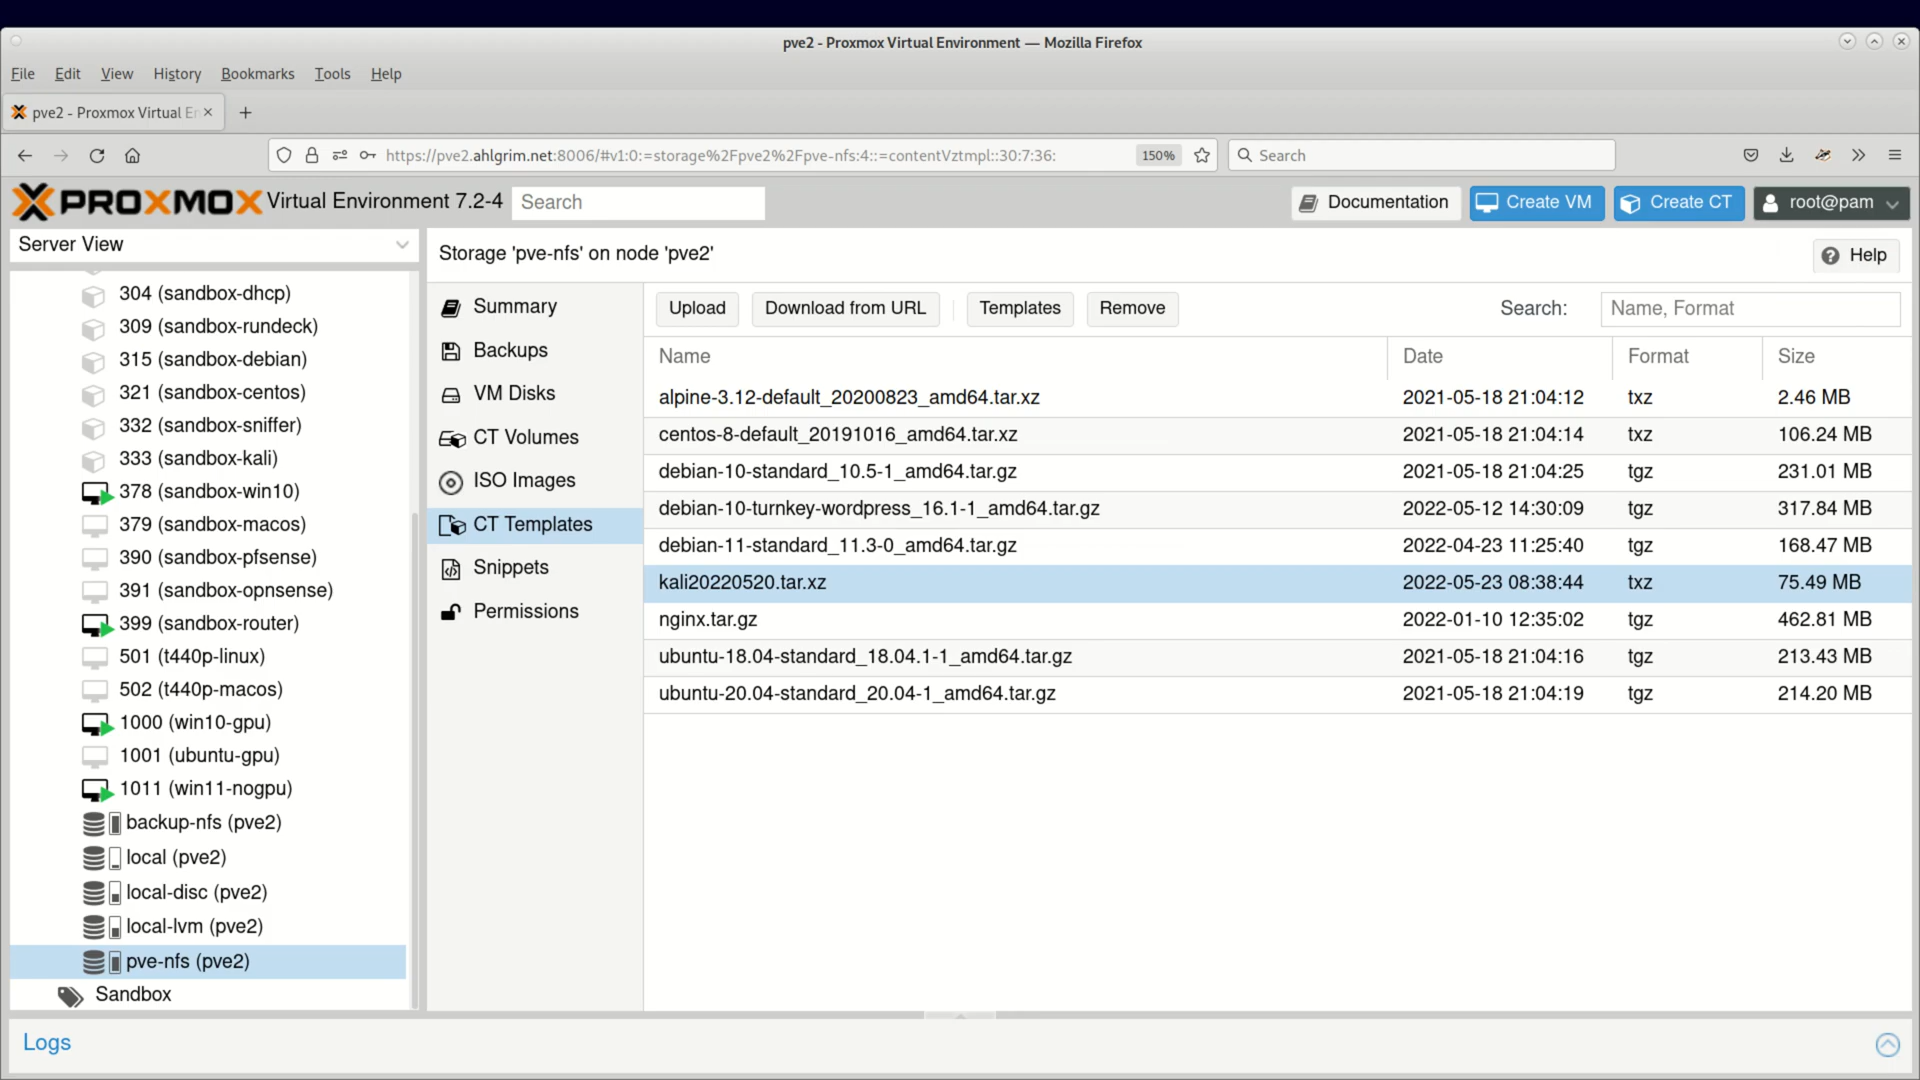 pve2 - Proxmox Virtual Environment — Mozilla Firefox
File Edit View History Bookmarks Tools Help
pve2 - Proxmox Virtual En
https://pve2.ahlgrim.net:8006/#v1:0:=storage%2Fpve2%2Fpve-nfs:4::=contentVztmpl::30:7:36: 150% Search
PROXMOX Virtual Environment 7.2-4 Search Documentation Create VM Create CT root@pam
Server View
304 (sandbox-dhcp)
309 (sandbox-rundeck)
315 (sandbox-debian)
321 (sandbox-centos)
332 (sandbox-sniffer)
333 (sandbox-kali)
378 (sandbox-win10)
379 (sandbox-macos)
390 (sandbox-pfsense)
391 (sandbox-opnsense)
399 (sandbox-router)
501 (t440p-linux)
502 (t440p-macos)
1000 (win10-gpu)
1001 (ubuntu-gpu)
1011 (win11-nogpu)
backup-nfs (pve2)
local (pve2)
local-disc (pve2)
local-lvm (pve2)
pve-nfs (pve2)
Sandbox
Storage 'pve-nfs' on node 'pve2' Help
Summary
Backups
VM Disks
CT Volumes
ISO Images
CT Templates
Snippets
Permissions
Upload Download from URL Templates Remove Search: Name, Format
Name Date Format Size
alpine-3.12-default_20200823_amd64.tar.xz 2021-05-18 21:04:12 txz 2.46 MB
centos-8-default_20191016_amd64.tar.xz 2021-05-18 21:04:14 txz 106.24 MB
debian-10-standard_10.5-1_amd64.tar.gz 2021-05-18 21:04:25 tgz 231.01 MB
debian-10-turnkey-wordpress_16.1-1_amd64.tar.gz 2022-05-12 14:30:09 tgz 317.84 MB
debian-11-standard_11.3-0_amd64.tar.gz 2022-04-23 11:25:40 tgz 168.47 MB
kali20220520.tar.xz 2022-05-23 08:38:44 txz 75.49 MB
nginx.tar.gz 2022-01-10 12:35:02 tgz 462.81 MB
ubuntu-18.04-standard_18.04.1-1_amd64.tar.gz 2021-05-18 21:04:16 tgz 213.43 MB
ubuntu-20.04-standard_20.04-1_amd64.tar.gz 2021-05-18 21:04:19 tgz 214.20 MB
Logs